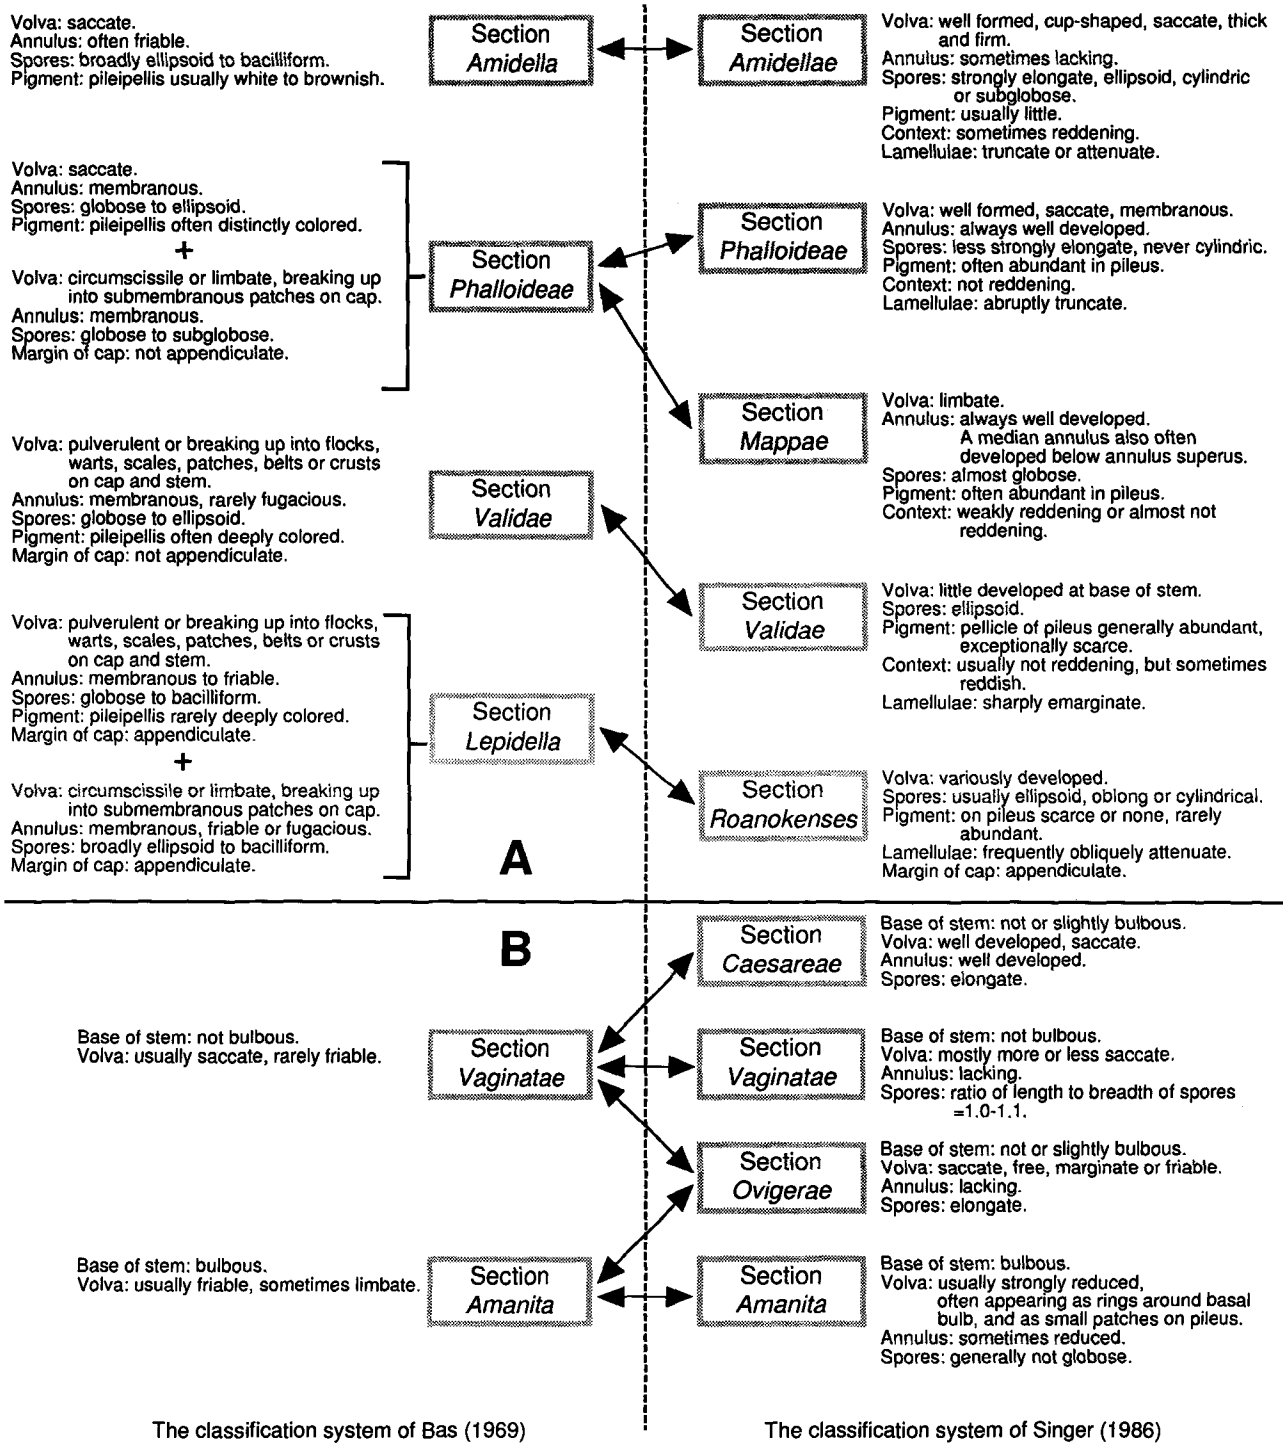 Volva: saccate.
Annulus: often friable.
Spores: broadly ellipsoid to bacilliform.
Pigment: pileipellis usually white to brownish.
Section
Amidella
Section
Amidellae
Volva: well formed, cup-shaped, saccate, thick
and firm.
Annulus: sometimes lacking.
Spores: strongly elongate, ellipsoid, cylindric
or subglobose.
Pigment: usually little.
Context: sometimes reddening.
Lamellulae: truncate or attenuate.
Volva: saccate.
Annulus: membranous.
Spores: globose to ellipsoid.
Pigment: pileipellis often distinctly colored.
+
Volva: circumscissile or limbate, breaking up
into submembranous patches on cap.
Annulus: membranous.
Spores: globose to subglobose.
Margin of cap: not appendiculate.
Section
Phalloideae
Section
Phalloideae
Volva: well formed, saccate, membranous.
Annulus: always well developed.
Spores: less strongly elongate, never cylindric.
Pigment: often abundant in pileus.
Context: not reddening.
Lamellulae: abruptly truncate.
Section
Mappae
Volva: limbate.
Annulus: always well developed.
A median annulus also often
developed below annulus superus.
Spores: almost globose.
Pigment: often abundant in pileus.
Context: weakly reddening or almost not
reddening.
Volva: pulverulent or breaking up into flocks,
warts, scales, patches, belts or crusts
on cap and stem.
Annulus: membranous, rarely fugacious.
Spores: globose to ellipsoid.
Pigment: pileipellis often deeply colored.
Margin of cap: not appendiculate.
Section
Validae
Section
Validae
Volva: little developed at base of stem.
Spores: ellipsoid.
Pigment: pellicle of pileus generally abundant,
exceptionally scarce.
Context: usually not reddening, but sometimes
reddish.
Lamellulae: sharply emarginate.
Volva: pulverulent or breaking up into flocks,
warts, scales, patches, belts or crusts
on cap and stem.
Annulus: membranous to friable.
Spores: globose to bacilliform.
Pigment: pileipellis rarely deeply colored.
Margin of cap: appendiculate.
+
Volva: circumscissile or limbate, breaking up
into submembranous patches on cap.
Annulus: membranous, friable or fugacious.
Spores: broadly ellipsoid to bacilliform.
Margin of cap: appendiculate.
Section
Lepidella
Section
Roanokenses
Volva: variously developed.
Spores: usually ellipsoid, oblong or cylindrical.
Pigment: on pileus scarce or none, rarely
abundant.
Lamellulae: frequently obliquely attenuate.
Margin of cap: appendiculate.
A
B
Section
Caesareae
Base of stem: not or slightly bulbous.
Volva: well developed, saccate.
Annulus: well developed.
Spores: elongate.
Base of stem: not bulbous.
Volva: usually saccate, rarely friable.
Section
Vaginatae
Section
Vaginatae
Base of stem: not bulbous.
Volva: mostly more or less saccate.
Annulus: lacking.
Spores: ratio of length to breadth of spores
=1.0-1.1.
Section
Ovigerae
Base of stem: not or slightly bulbous.
Volva: saccate, free, marginate or friable.
Annulus: lacking.
Spores: elongate.
Base of stem: bulbous.
Volva: usually friable, sometimes limbate.
Section
Amanita
Section
Amanita
Base of stem: bulbous.
Volva: usually strongly reduced,
often appearing as rings around basal
bulb, and as small patches on pileus.
Annulus: sometimes reduced.
Spores: generally not globose.
The classification system of Bas (1969)
The classification system of Singer (1986)